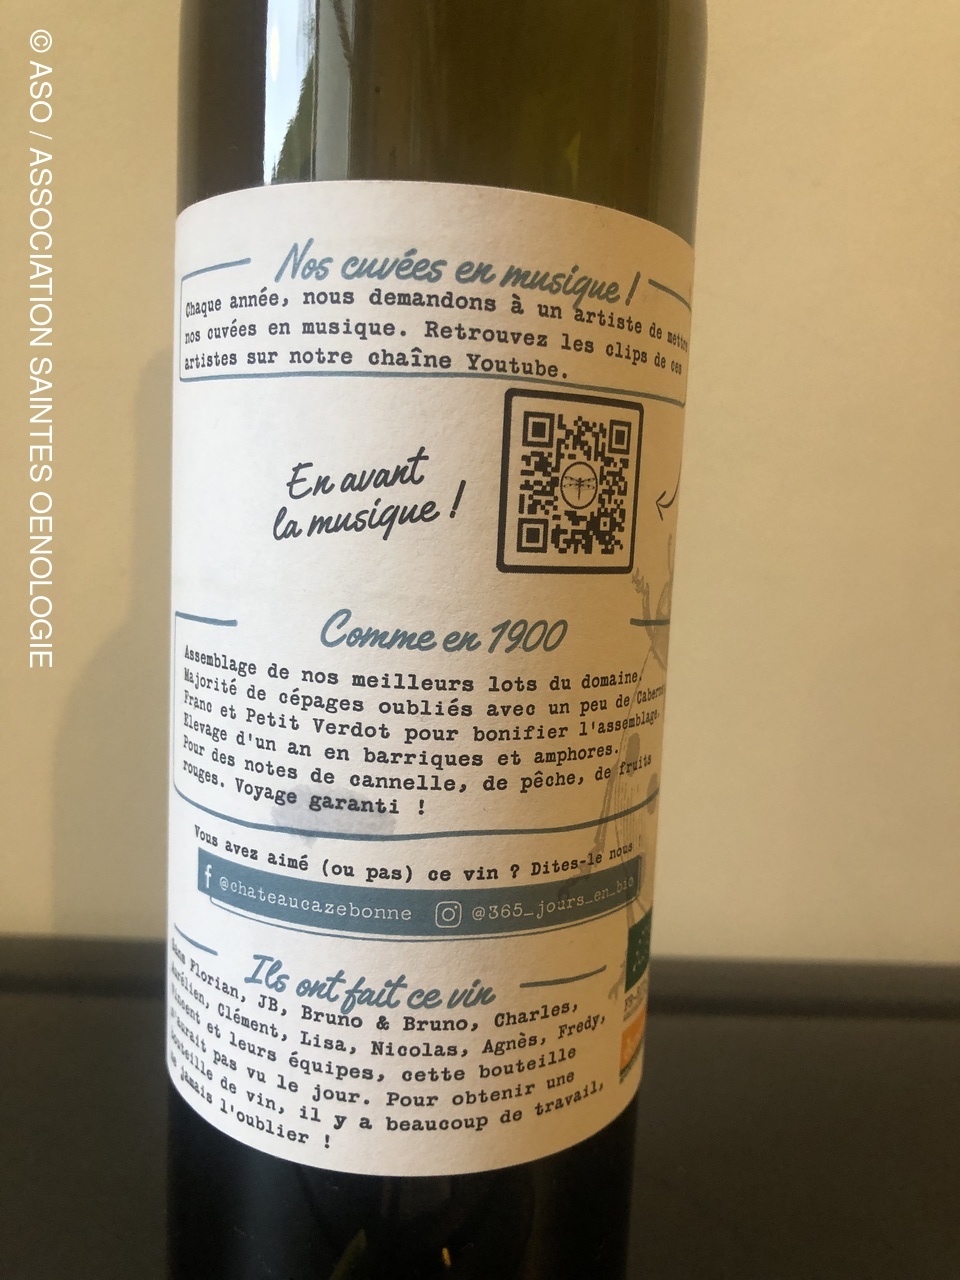 © ASO / ASSOCIATION SAINTES OENOLOGIE
Nos cuvées en musique !
Chaque année, nous demandons à un artiste de mettre
nos cuvées en musique. Retrouvez les clips de ces
artistes sur notre chaîne Youtube.
En avant
la musique !
Comme en 1900
Assemblage de nos meilleurs lots du domaine.
Majorité de cépages oubliés avec un peu de Cabernet
Franc et Petit Verdot pour bonifier l'assemblage.
Elevage d'un an en barriques et amphores.
Pour des notes de cannelle, de pêche, de fruits
rouges. Voyage garanti !
Vous avez aimé (ou pas) ce vin ? Dites-le nous !
f @chateaucazebonne @365_jours_en_bio
Ils ont fait ce vin
Sans Florian, JB, Bruno & Bruno, Charles,
Aurélien, Clément, Lisa, Nicolas, Agnès, Fredy,
Vincent et leurs équipes, cette bouteille
n'aurait pas vu le jour. Pour obtenir une
bouteille de vin, il y a beaucoup de travail,
ne jamais l'oublier !